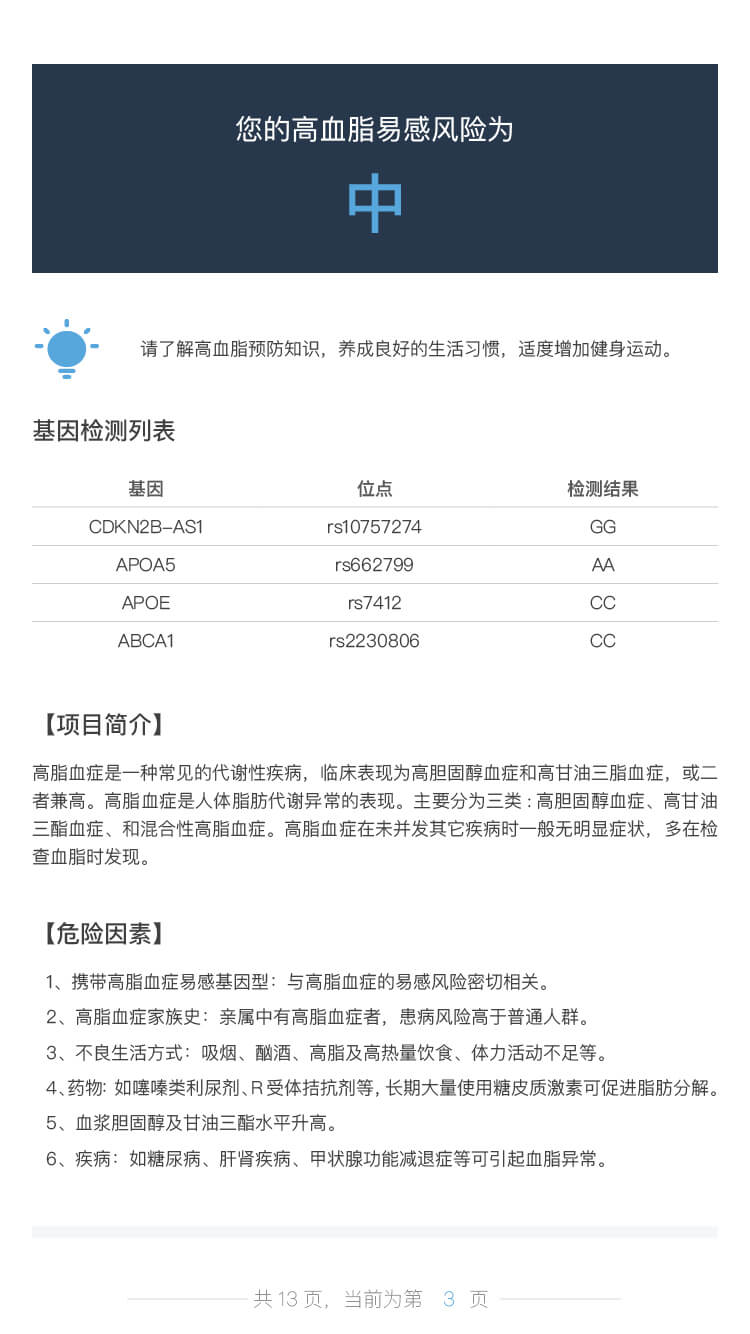 您的高血脂易感风险为
中
请了解高血脂预防知识，养成良好的生活习惯，适度增加健身运动。
基因检测列表
基因 位点 检测结果
CDKN2B-AS1 rs10757274 GG
APOA5 rs662799 AA
APOE rs7412 CC
ABCA1 rs2230806 CC
【项目简介】
高脂血症是一种常见的代谢性疾病，临床表现为高胆固醇血症和高甘油三脂血症，或二
者兼高。高脂血症是人体脂肪代谢异常的表现。主要分为三类：高胆固醇血症、高甘油
三酯血症、和混合性高脂血症。高脂血症在未并发其它疾病时一般无明显症状，多在检
查血脂时发现。
【危险因素】
1、携带高脂血症易感基因型：与高脂血症的易感风险密切相关。
2、高脂血症家族史：亲属中有高脂血症者，患病风险高于普通人群。
3、不良生活方式：吸烟、酗酒、高脂及高热量饮食、体力活动不足等。
4、药物：如噻嗪类利尿剂、R受体拮抗剂等，长期大量使用糖皮质激素可促进脂肪分解。
5、血浆胆固醇及甘油三酯水平升高。
6、疾病：如糖尿病、肝肾疾病、甲状腺功能减退症等可引起血脂异常。
共 13 页，当前为第 3 页